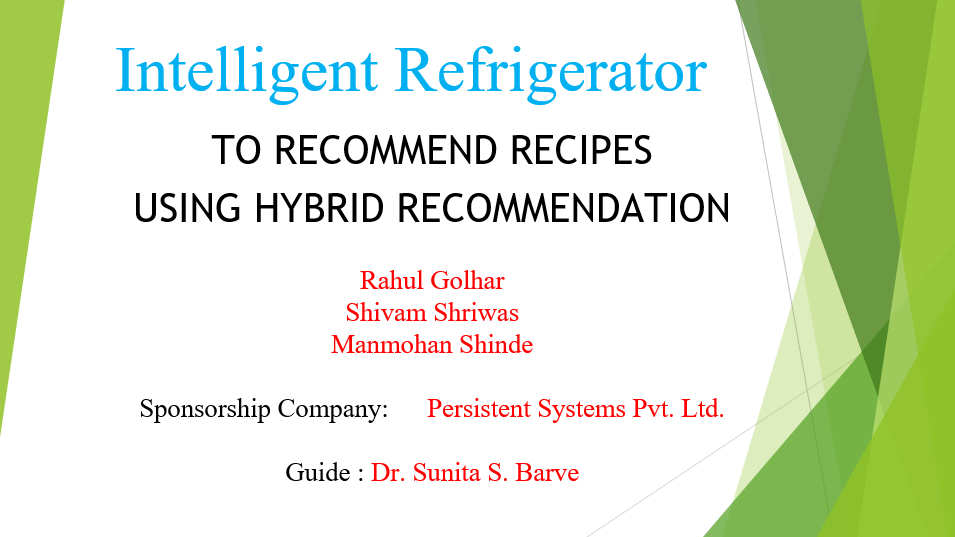 Intelligent Refrigerator
TO RECOMMEND RECIPES
USING HYBRID RECOMMENDATION
Rahul Golhar
Shivam Shriwas
Manmohan Shinde
Sponsorship Company: Persistent Systems Pvt. Ltd.
Guide : Dr. Sunita S. Barve